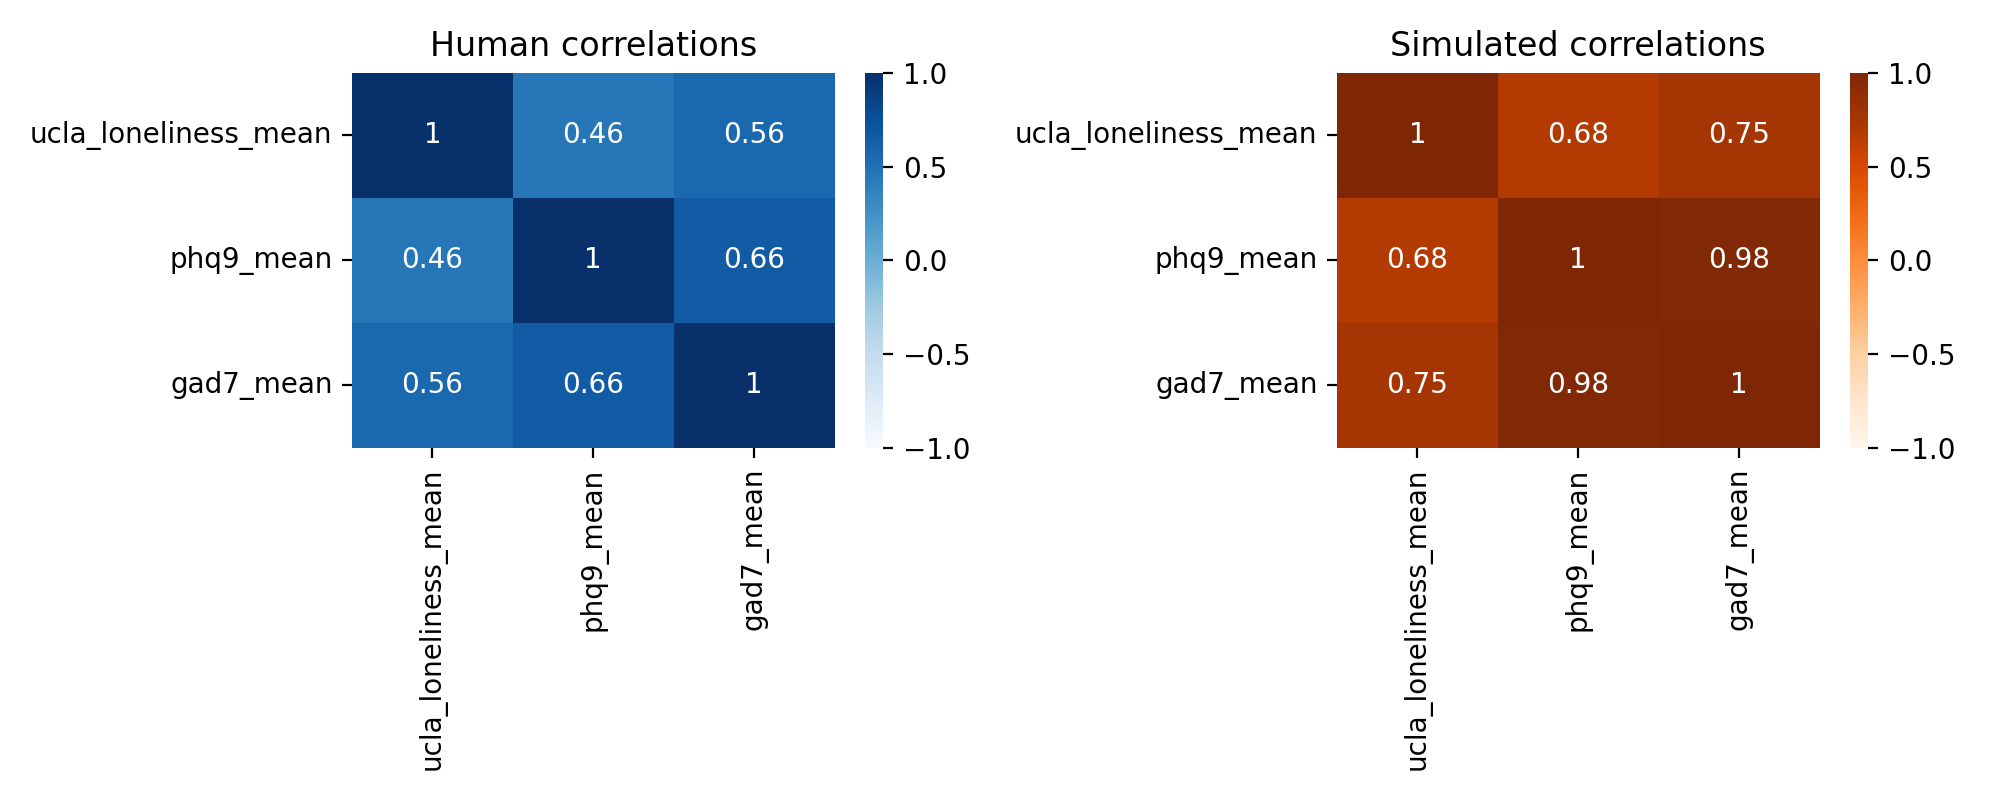 Human correlations
ucla_loneliness_mean
phq9_mean
gad7_mean
1 0.46 0.56
0.46 1 0.66
0.56 0.66 1
ucla_loneliness_mean
phq9_mean
gad7_mean
1.0
0.5
0.0
−0.5
−1.0
Simulated correlations
ucla_loneliness_mean
phq9_mean
gad7_mean
1 0.68 0.75
0.68 1 0.98
0.75 0.98 1
ucla_loneliness_mean
phq9_mean
gad7_mean
1.0
0.5
0.0
−0.5
−1.0